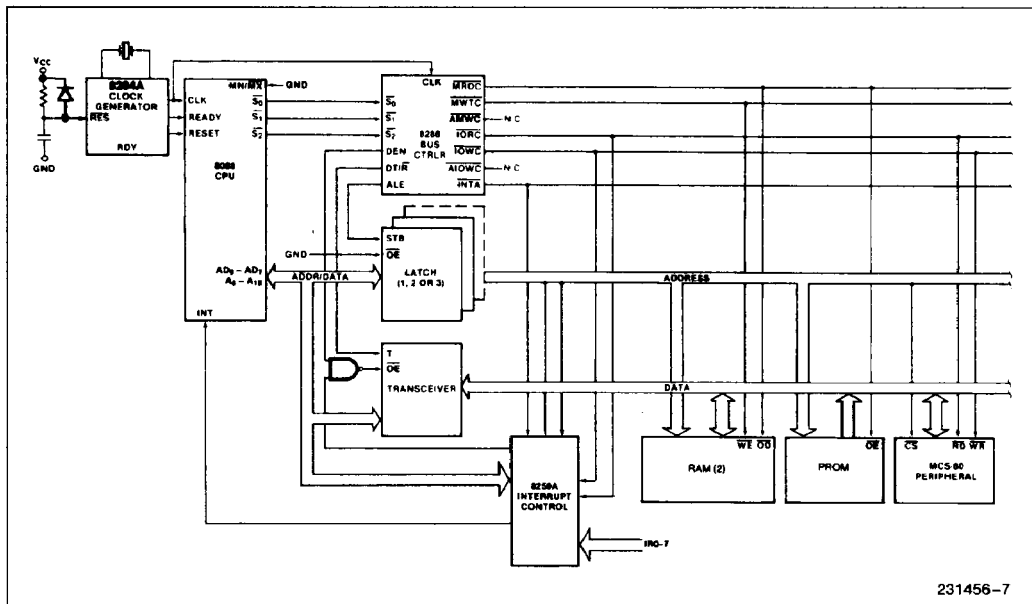 VCC
8284A
CLOCK
GENERATOR
RES
RDY
GND
MN/MX
GND
CLK
READY
RESET
S0
S1
S2
8088
CPU
AD0 – AD7
A8 – A19
INT
CLK
S0
S1
S2
DEN
DT/R
ALE
8288
BUS
CTRLR
MRDC
MWTC
AMWC
N·C
IORC
IOWC
AIOWC
N·C
INTA
STB
GND
OE
LATCH
(1, 2 OR 3)
ADDR/DATA
ADDRESS
T
OE
TRANSCEIVER
DATA
8259A
INTERRUPT
CONTROL
IR0-7
WE OD
RAM (2)
OE
PROM
CS
RD WR
MCS-80
PERIPHERAL
231456–7